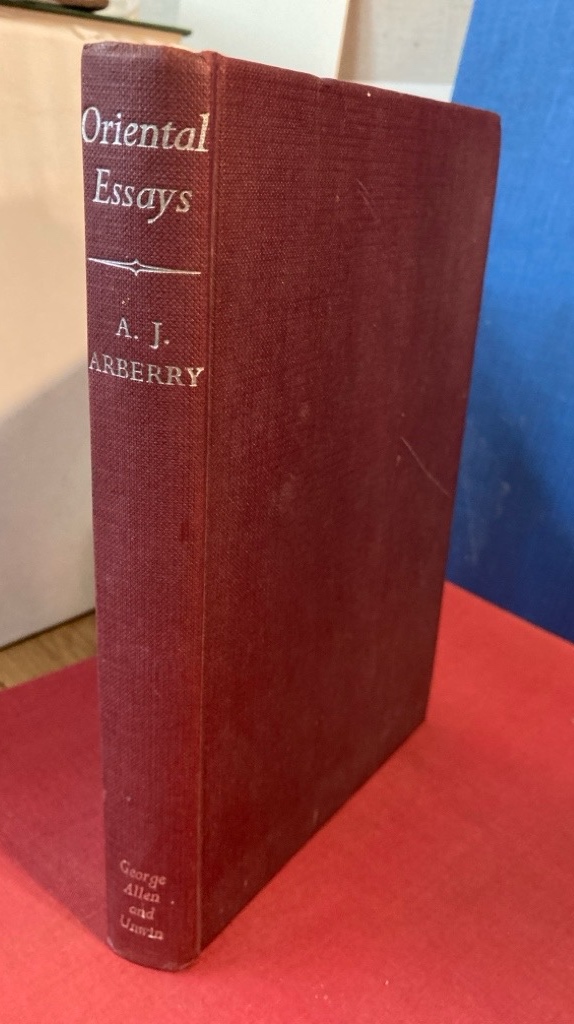 Oriental
Essays
A. J.
ARBERRY
George
Allen
and
Unwin